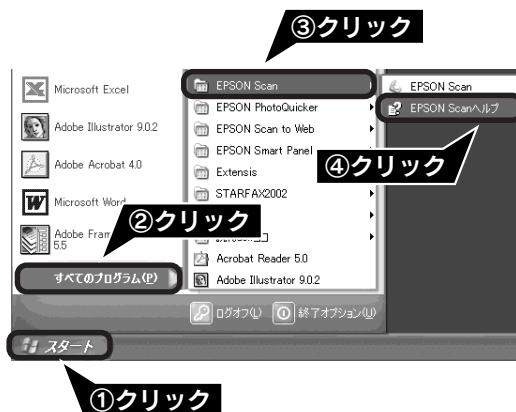 ③クリック
Microsoft Excel
Adobe Illustrator 9.0.2
Adobe Acrobat 4.0
Microsoft Word
Adobe
5.5
すべてのプログラム(P)
②クリック
EPSON Scan
EPSON PhotoQuicker
EPSON Scan to Web
EPSON Smart Panel
Extensis
STARFAX2002
Acrobat Reader 5.0
Adobe Illustrator 9.0.2
EPSON Scan
EPSON Scanヘルプ
④クリック
ログオフ(L)
終了オプション(U)
スタート
①クリック